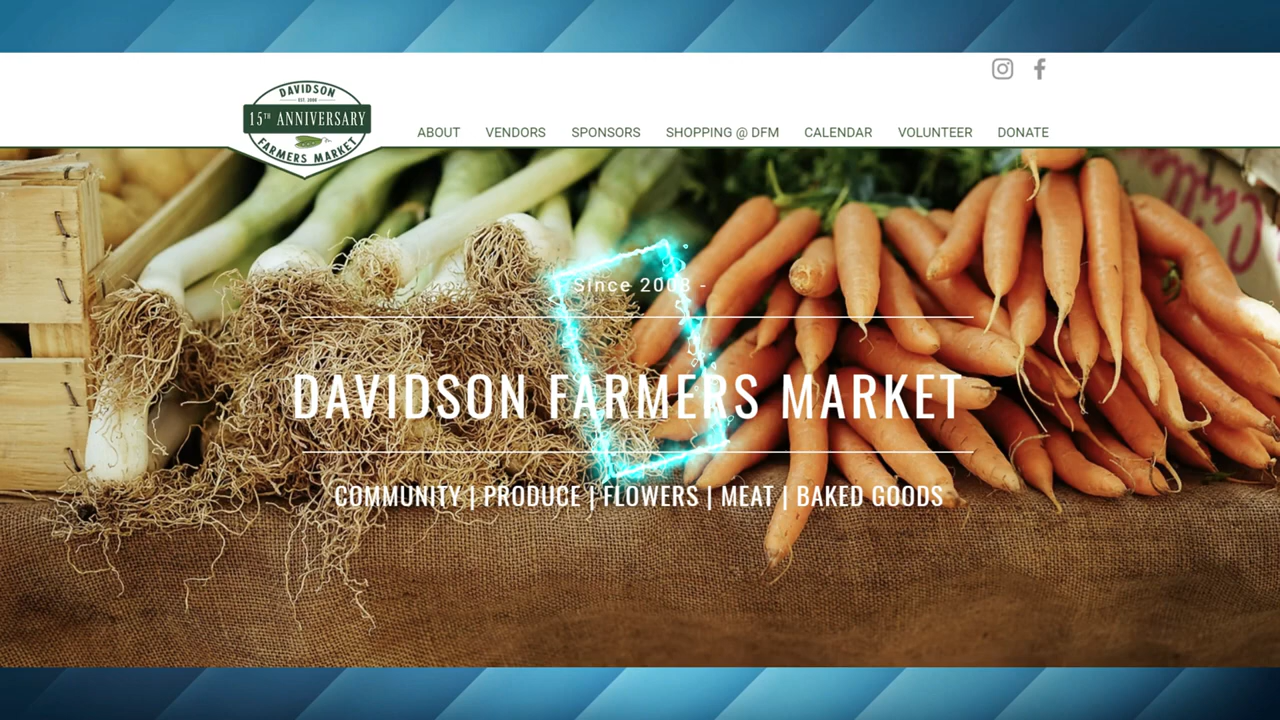 DAVIDSON
EST. 2008
15TH ANNIVERSARY
FARMERS MARKET
ABOUT VENDORS SPONSORS SHOPPING @ DFM CALENDAR VOLUNTEER DONATE
Since 2008 -
DAVIDSON FARMERS MARKET
COMMUNITY | PRODUCE | FLOWERS | MEAT | BAKED GOODS